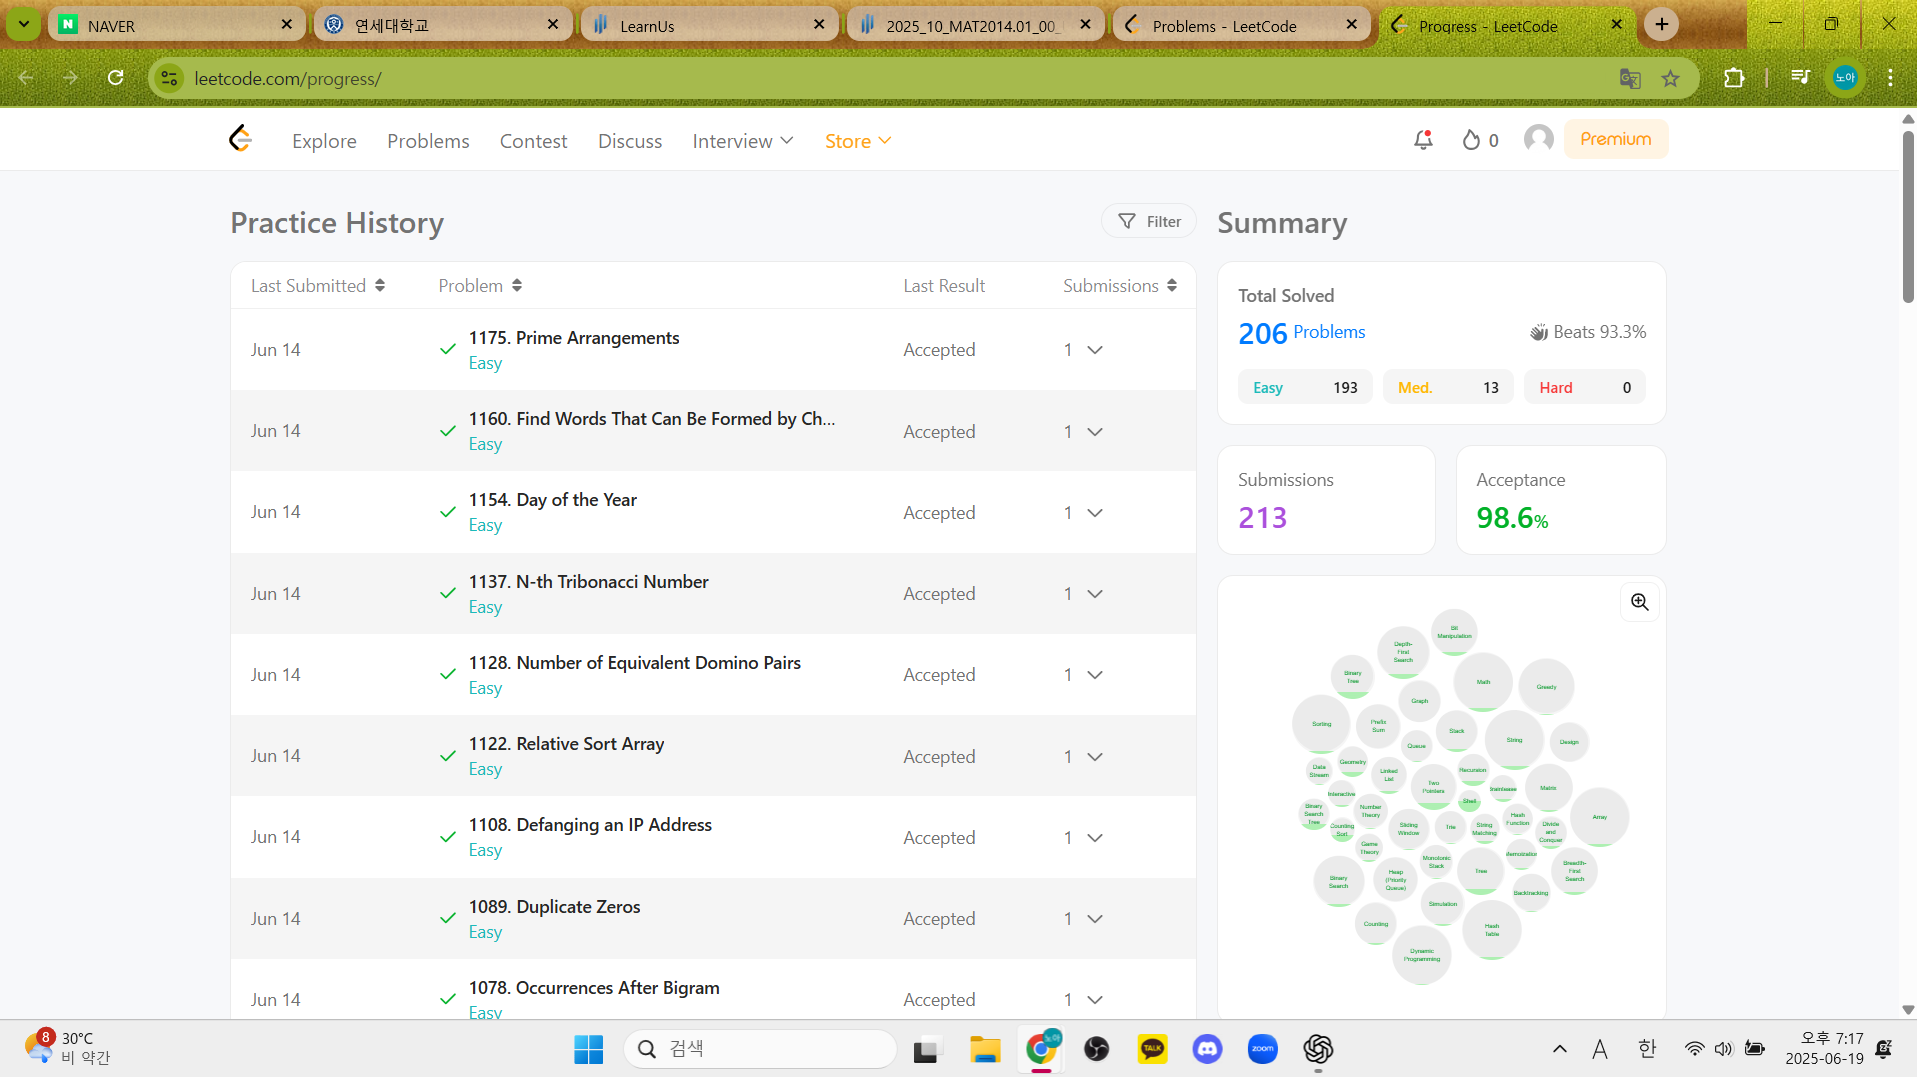 NAVER
연세대학교
LearnUs
2025_10_MAT2014.01_00_
Problems - LeetCode
Progress - LeetCode
leetcode.com/progress/
노아
Explore
Problems
Contest
Discuss
Interview
Store
0
Premium
Practice History
Filter
Last Submitted
Problem
Last Result
Submissions
Jun 14
1175. Prime Arrangements
Easy
Accepted
1
Jun 14
1160. Find Words That Can Be Formed by Ch...
Easy
Accepted
1
Jun 14
1154. Day of the Year
Easy
Accepted
1
Jun 14
1137. N-th Tribonacci Number
Easy
Accepted
1
Jun 14
1128. Number of Equivalent Domino Pairs
Easy
Accepted
1
Jun 14
1122. Relative Sort Array
Easy
Accepted
1
Jun 14
1108. Defanging an IP Address
Easy
Accepted
1
Jun 14
1089. Duplicate Zeros
Easy
Accepted
1
Jun 14
1078. Occurrences After Bigram
Easy
Accepted
1
Summary
Total Solved
206 Problems
Beats 93.3%
Easy 193
Med. 13
Hard 0
Submissions
213
Acceptance
98.6%
Bit
Manipulation
Depth-
First
Search
Binary
Tree
Math
Greedy
Graph
Sorting
Prefix
Sum
Stack
String
Design
Queue
Geometry
Data
Stream
Linked
List
Recursion
Two
Pointers
Matrix
Interactive
Shell
Binary
Search
Tree
Number
Theory
Hash
Function
Array
Counting
Sort
Sliding
Window
Trie
String
Matching
Divide
and
Conquer
Game
Theory
Monotonic
Stack
Memoization
Breadth-
First
Search
Tree
Binary
Search
Heap
(Priority
Queue)
Backtracking
Simulation
Counting
Hash
Table
Dynamic
Programming
8
30°C
비 약간
검색
노아
TALK
zoom
A
한
오후 7:17
2025-06-19